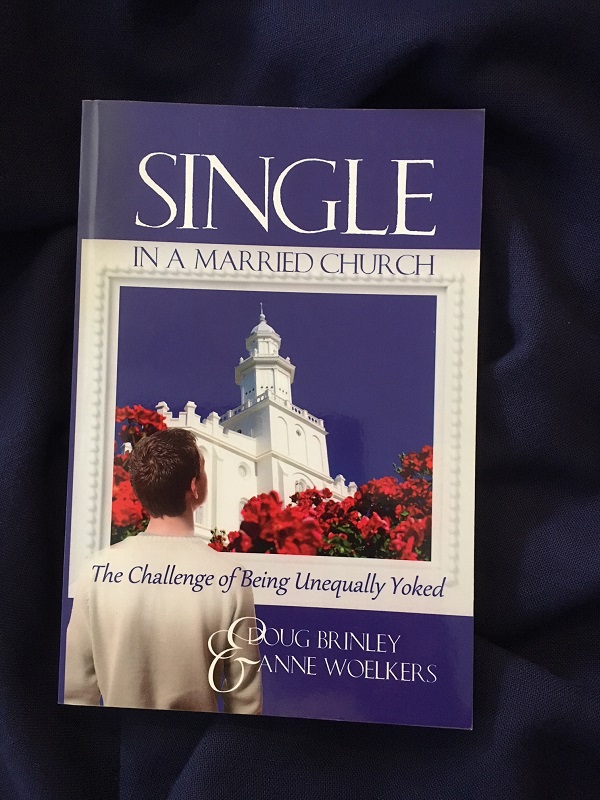 SINGLE
IN A MARRIED CHURCH
The Challenge of Being Unequally Yoked
DOUG BRINLEY
& ANNE WOELKERS